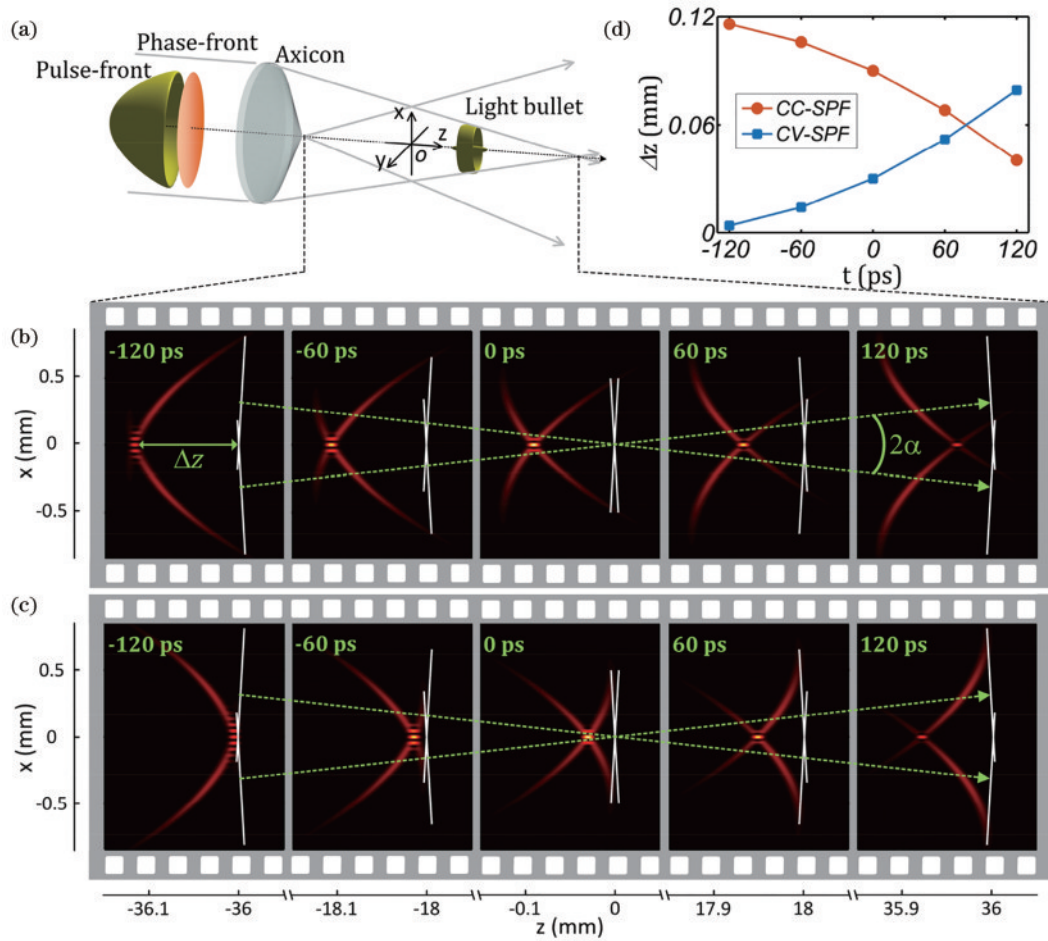 (a)
Phase-front
Axicon
Pulse-front
Light bullet
x
z
y
o
(d)
0.12
0.06
0
Δz (mm)
CC-SPF
CV-SPF
-120 -60 0 60 120
t (ps)
(b)
-120 ps -60 ps 0 ps 60 ps 120 ps
0.5
0
-0.5
x (mm)
Δz
2α
(c)
-120 ps -60 ps 0 ps 60 ps 120 ps
0.5
0
-0.5
x (mm)
-36.1 -36 -18.1 -18 -0.1 0 17.9 18 35.9 36
z (mm)